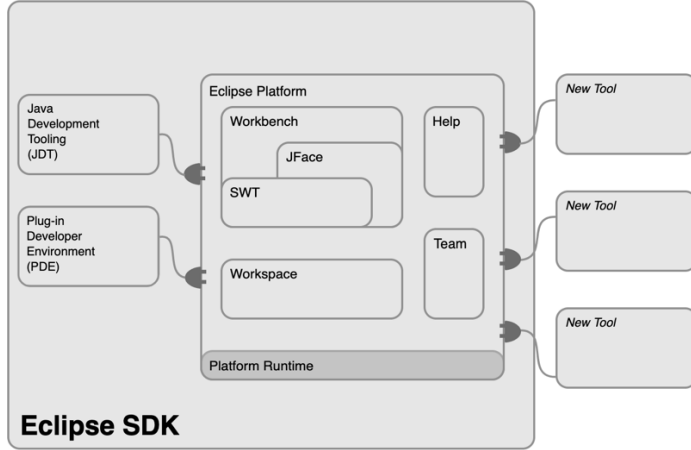 Java
Development
Tooling
(JDT)
Plug-in
Developer
Environment
(PDE)
Eclipse Platform
Workbench
JFace
SWT
Workspace
Help
Team
Platform Runtime
New Tool
New Tool
New Tool
Eclipse SDK